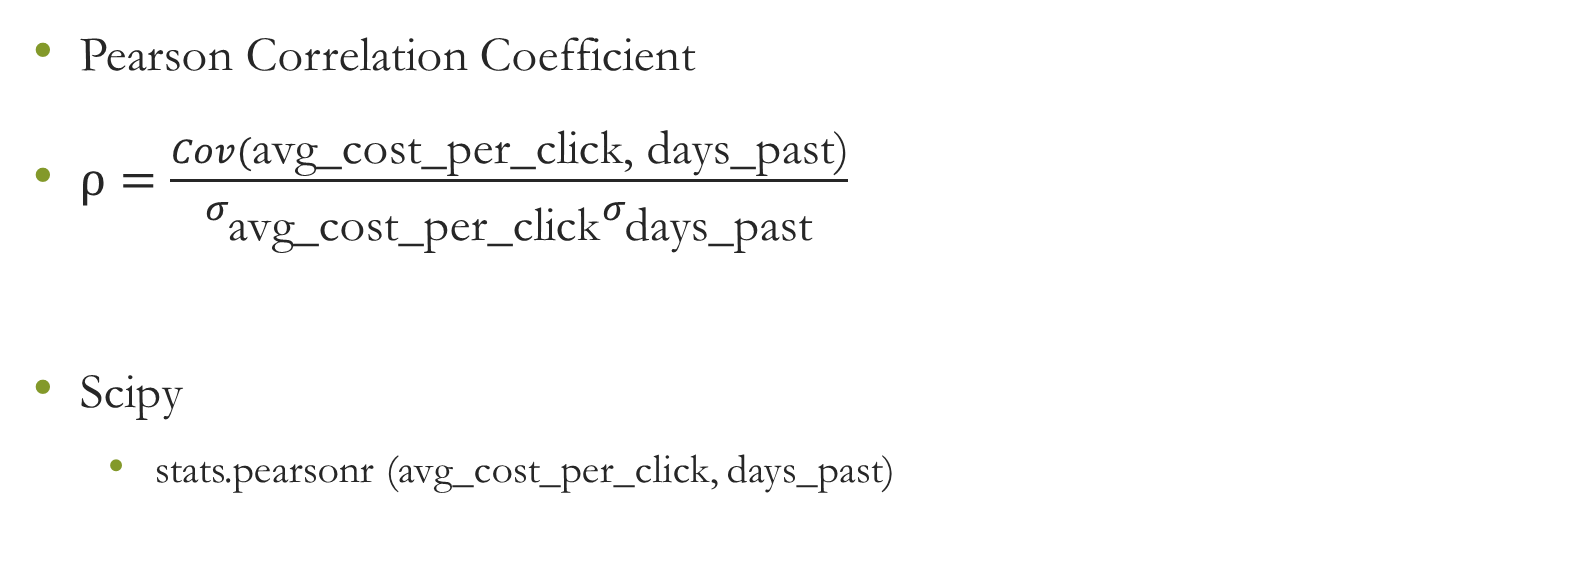 • Pearson Correlation Coefficient
• ρ = Cov(avg_cost_per_click, days_past)
σavg_cost_per_clickσdays_past
• Scipy
• stats.pearsonr (avg_cost_per_click, days_past)